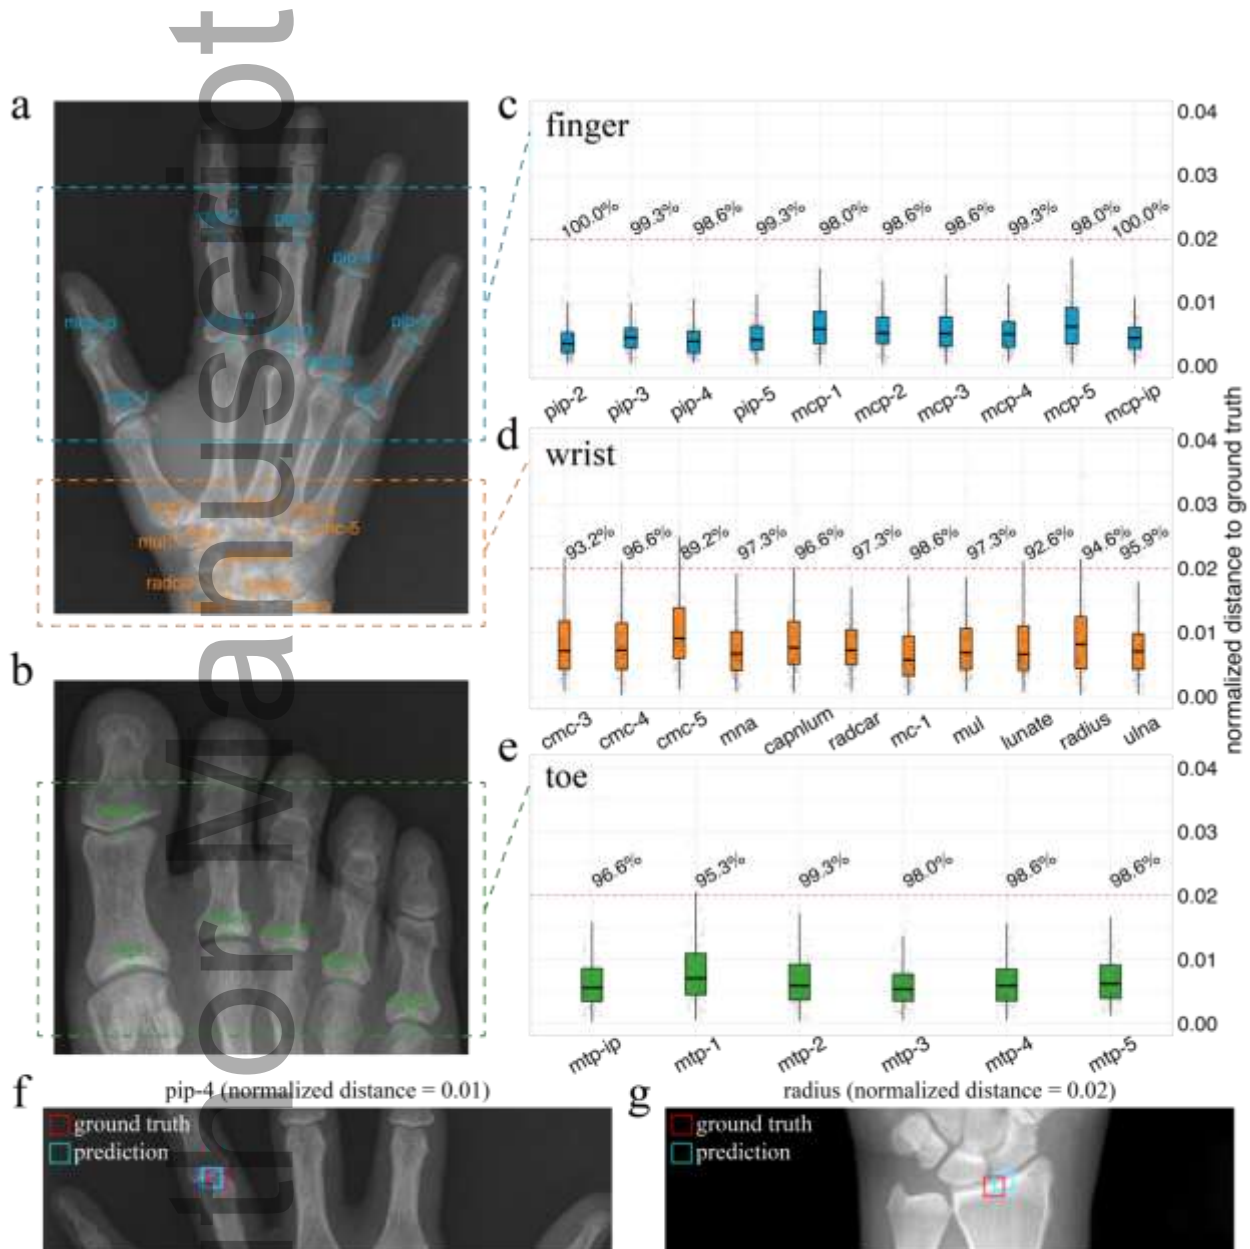 a
c
finger
0.04
0.03
0.02
0.01
0.00
100.0%
99.3%
98.6%
99.3%
98.0%
98.6%
98.6%
99.3%
98.0%
100.0%
pip-2
pip-3
pip-4
pip-5
mcp-1
mcp-2
mcp-3
mcp-4
mcp-5
mcp-ip
d
wrist
0.04
0.03
0.02
0.01
0.00
93.2%
96.6%
89.2%
97.3%
96.6%
97.3%
98.6%
97.3%
92.6%
94.6%
95.9%
cmc-3
cmc-4
cmc-5
mna
capnlum
radcar
mc-1
mul
lunate
radius
ulna
normalized distance to ground truth
b
e
toe
0.04
0.03
0.02
0.01
0.00
96.6%
95.3%
99.3%
98.0%
98.6%
98.6%
mtp-ip
mtp-1
mtp-2
mtp-3
mtp-4
mtp-5
f
pip-4 (normalized distance = 0.01)
ground truth
prediction
g
radius (normalized distance = 0.02)
ground truth
prediction